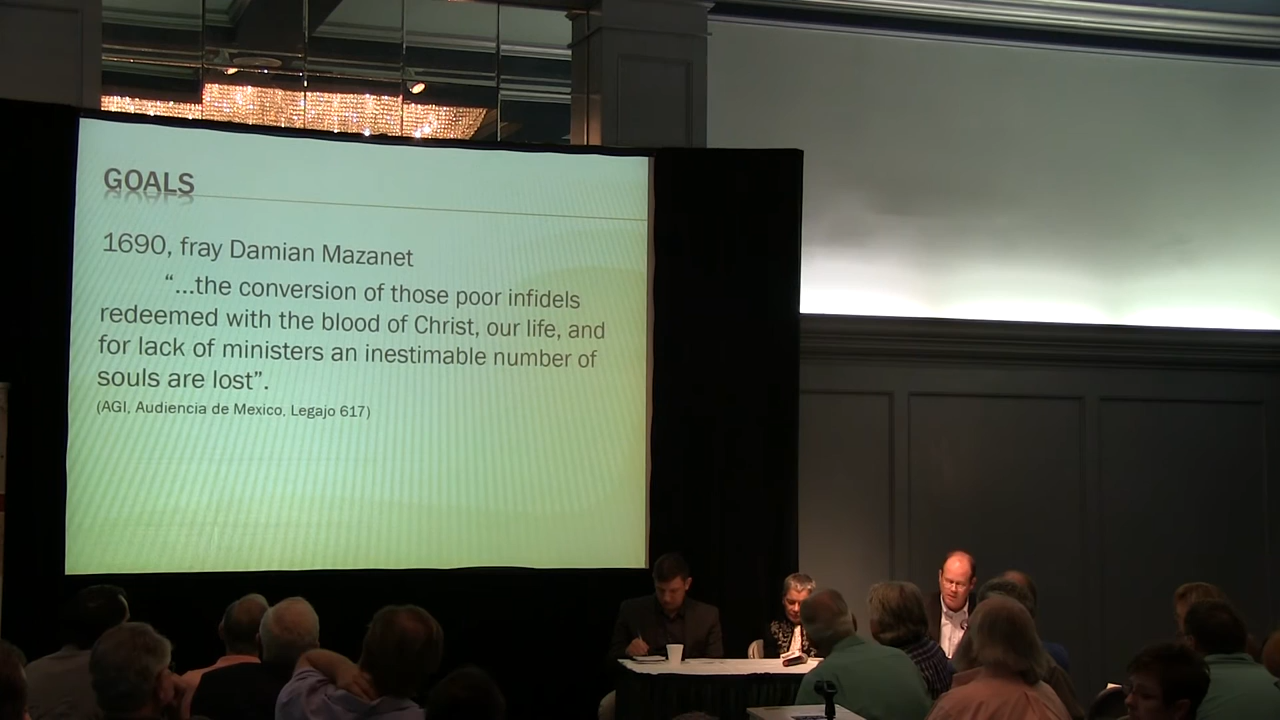 GOALS
1690, fray Damian Mazanet
“...the conversion of those poor infidels
redeemed with the blood of Christ, our life, and
for lack of ministers an inestimable number of
souls are lost”.
(AGI, Audiencia de Mexico, Legajo 617)